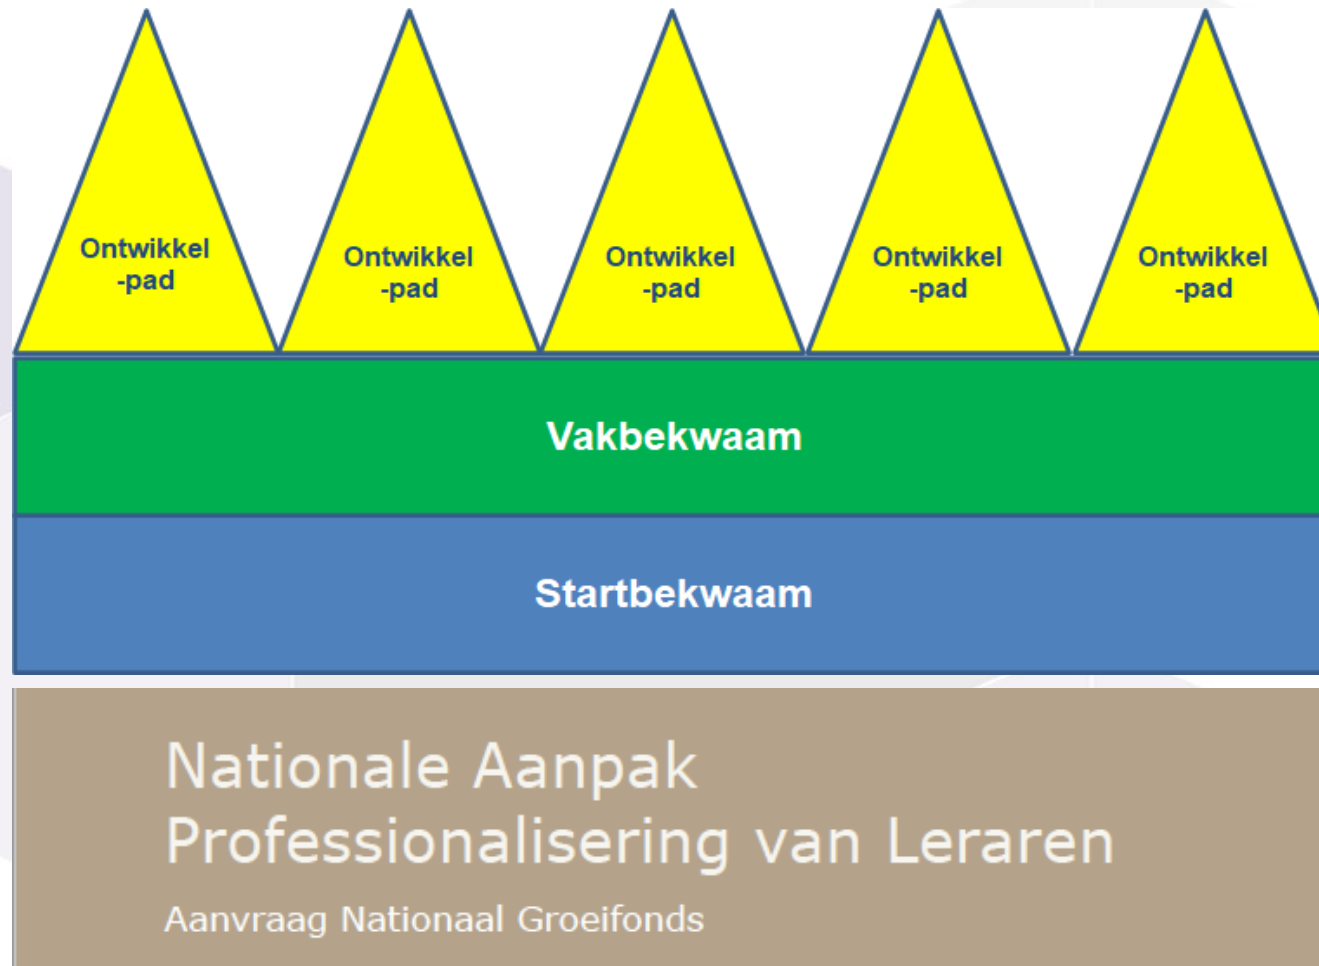 Ontwikkel
-pad
Ontwikkel
-pad
Ontwikkel
-pad
Ontwikkel
-pad
Ontwikkel
-pad
Vakbekwaam
Startbekwaam
Nationale Aanpak
Professionalisering van Leraren
Aanvraag Nationaal Groeifonds